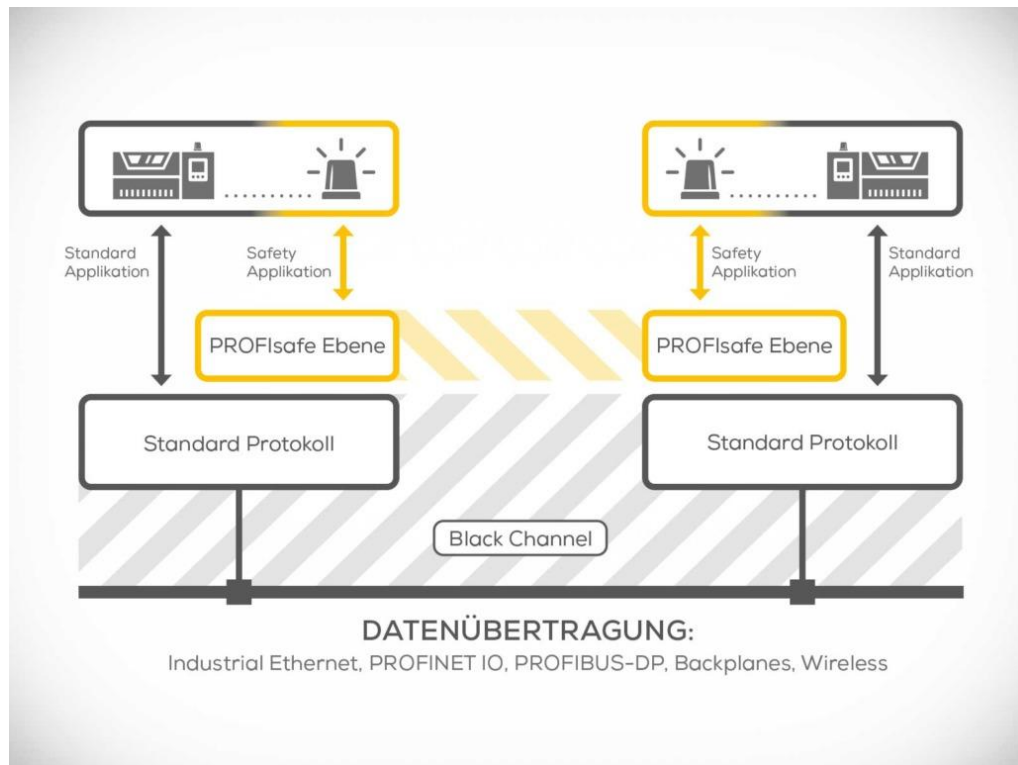 Standard
Applikation
Safety
Applikation
Safety
Applikation
Standard
Applikation
PROFIsafe Ebene
PROFIsafe Ebene
Standard Protokoll
Standard Protokoll
Black Channel
DATENÜBERTRAGUNG:
Industrial Ethernet, PROFINET IO, PROFIBUS-DP, Backplanes, Wireless